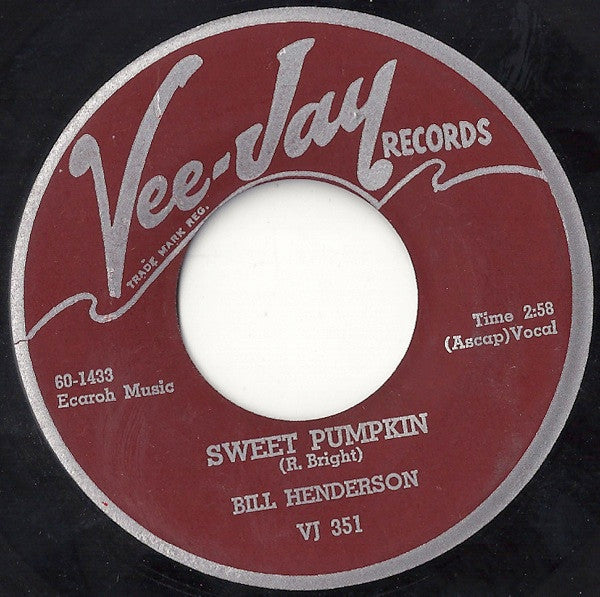 Vee-Jay
RECORDS
TRADE MARK REG.
60-1433
Ecaroh Music
Time 2:58
(Ascap)Vocal
SWEET PUMPKIN
(R. Bright)
BILL HENDERSON
VJ 351